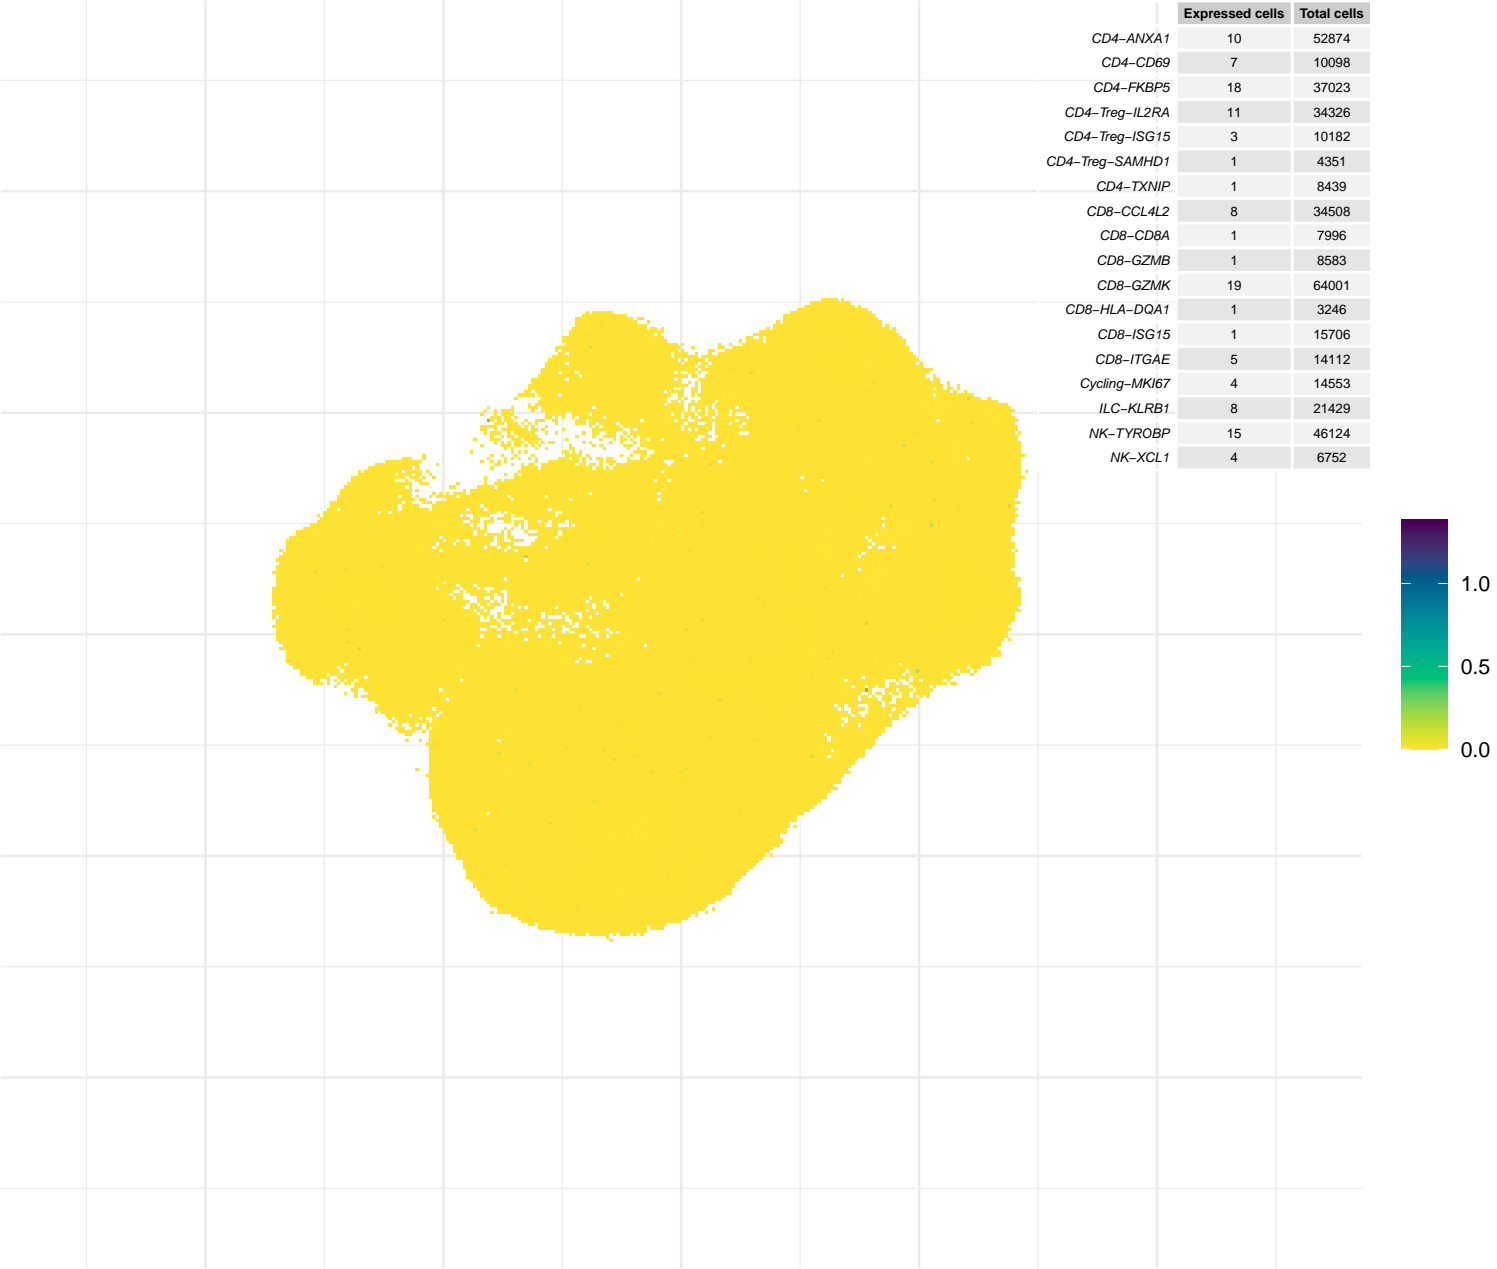 Expressed cells Total cells
CD4−ANXA1 10 52874
CD4−CD69 7 10098
CD4−FKBP5 18 37023
CD4−Treg−IL2RA 11 34326
CD4−Treg−ISG15 3 10182
CD4−Treg−SAMHD1 1 4351
CD4−TXNIP 1 8439
CD8−CCL4L2 8 34508
CD8−CD8A 1 7996
CD8−GZMB 1 8583
CD8−GZMK 19 64001
CD8−HLA−DQA1 1 3246
CD8−ISG15 1 15706
CD8−ITGAE 5 14112
Cycling−MKI67 4 14553
ILC−KLRB1 8 21429
NK−TYROBP 15 46124
NK−XCL1 4 6752
1.0
0.5
0.0